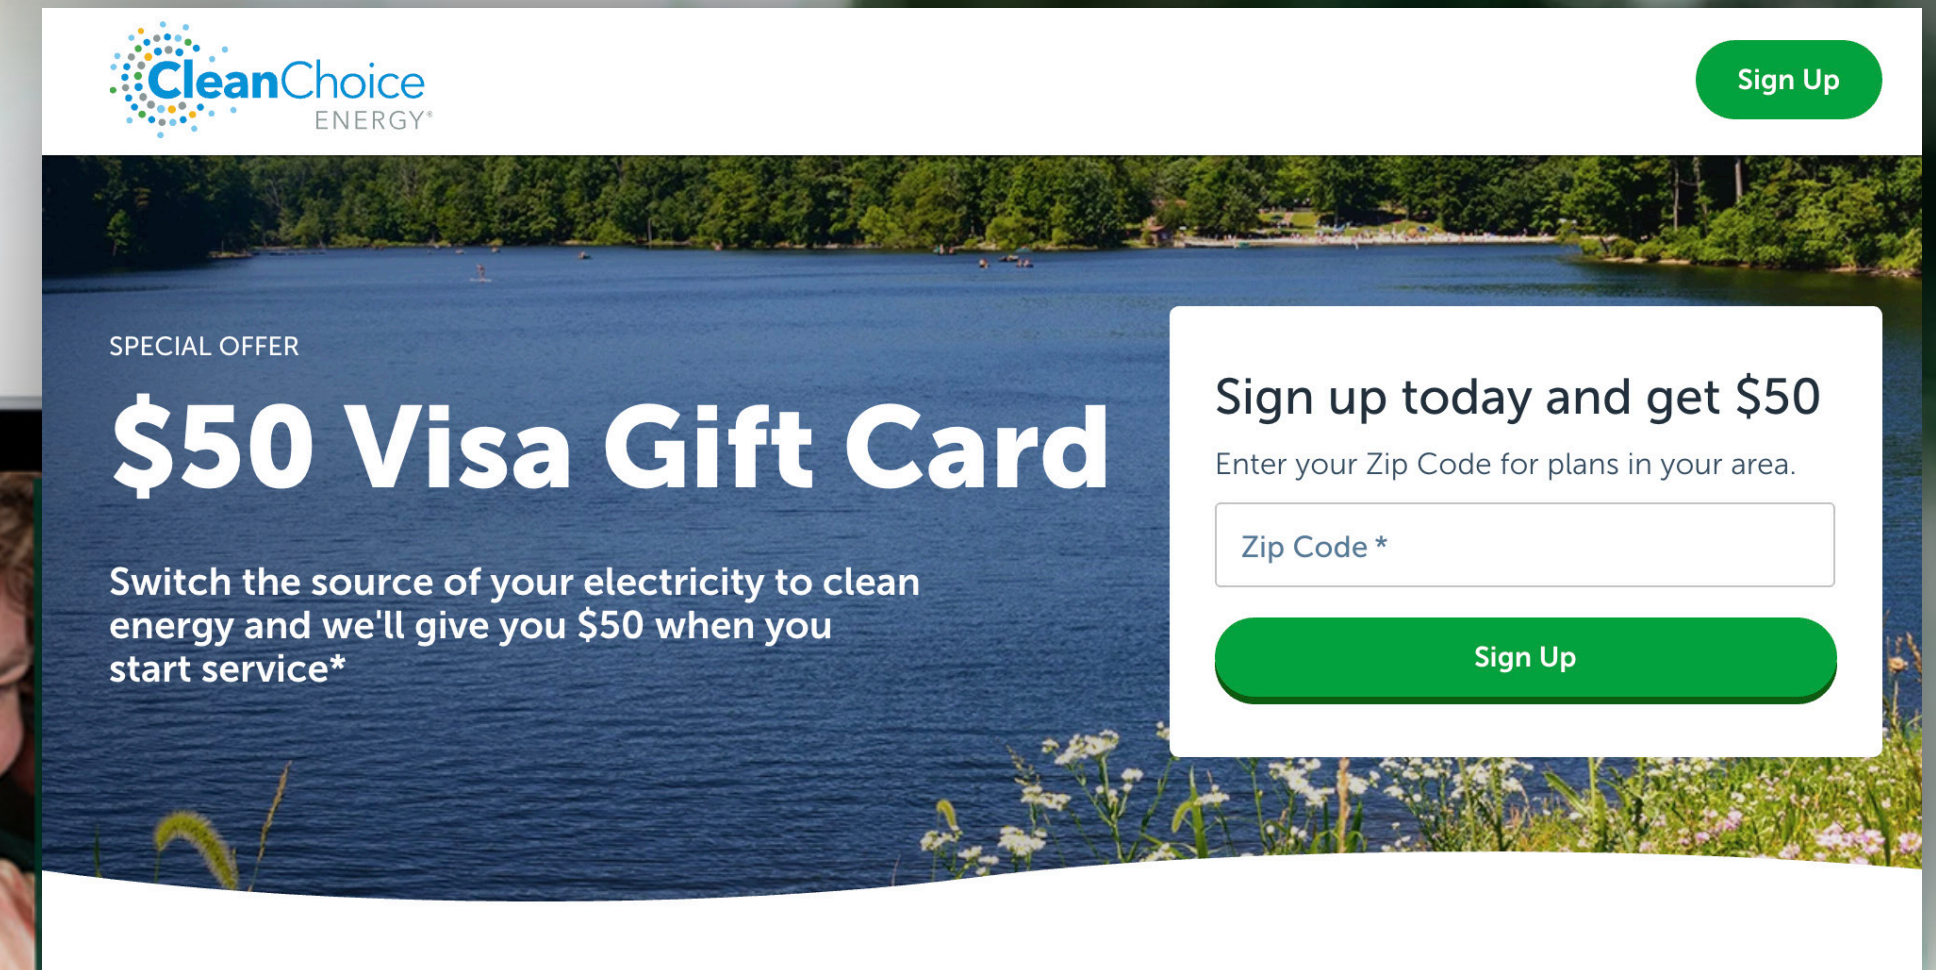 CleanChoice
ENERGY®
Sign Up
SPECIAL OFFER
$50 Visa Gift Card
Switch the source of your electricity to clean
energy and we'll give you $50 when you
start service*
Sign up today and get $50
Enter your Zip Code for plans in your area.
Zip Code *
Sign Up